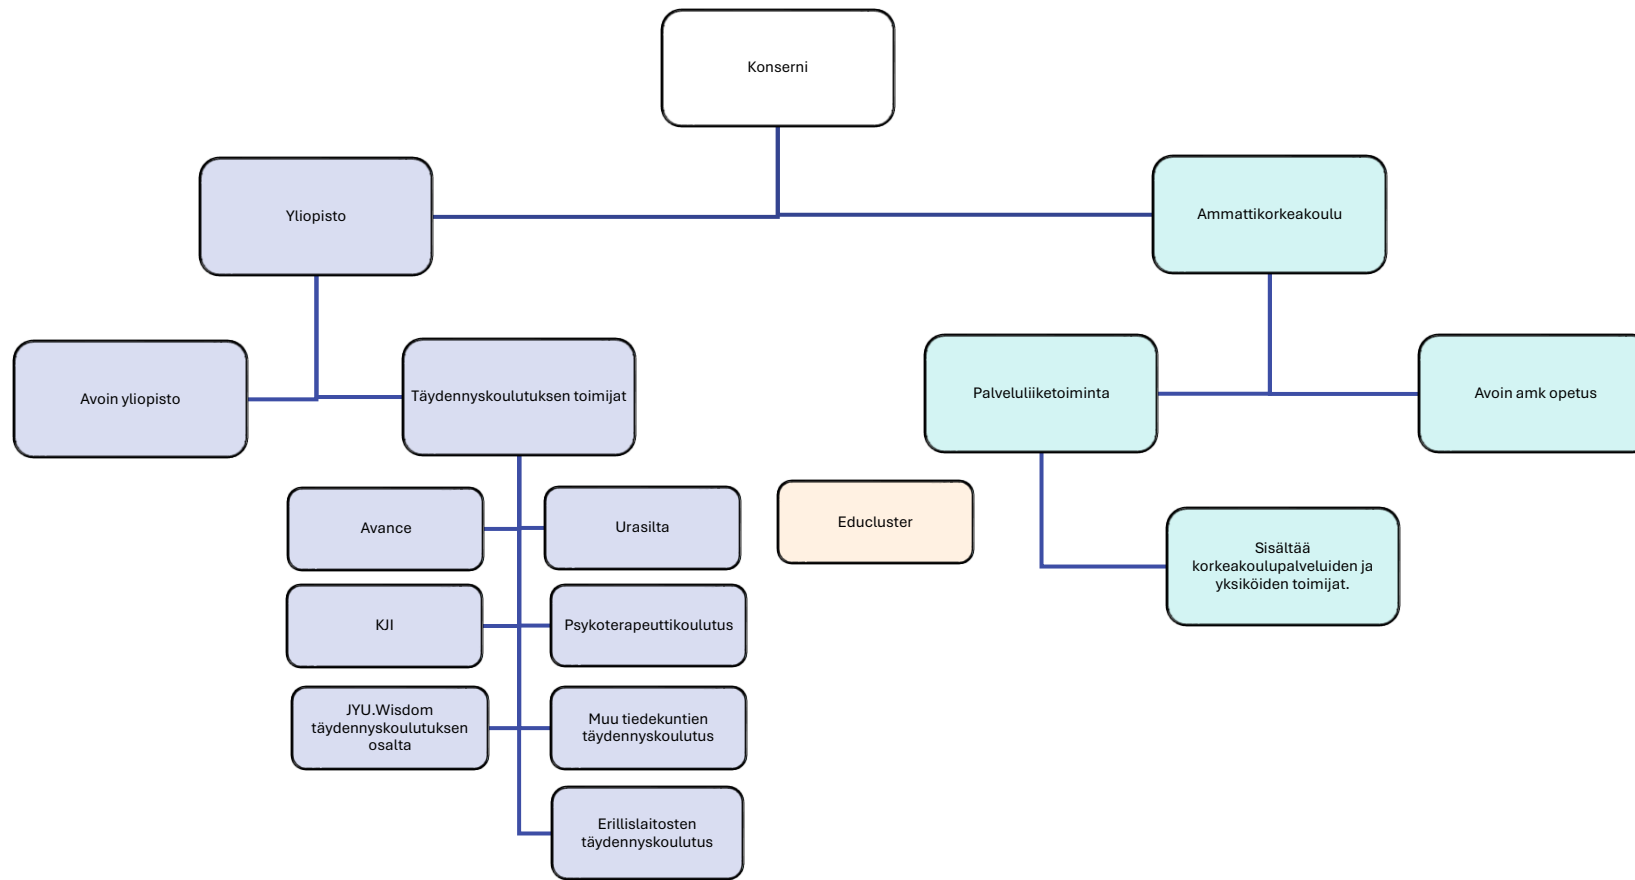 Konserni
Yliopisto
Ammattikorkeakoulu
Avoin yliopisto
Täydennyskoulutuksen toimijat
Palveluliiketoiminta
Avoin amk opetus
Avance
Urasilta
Educluster
Sisältää
korkeakoulupalveluiden ja
yksiköiden toimijat.
KJI
Psykoterapeuttikoulutus
JYU.Wisdom
täydennyskoulutuksen
osalta
Muu tiedekuntien
täydennyskoulutus
Erillislaitosten
täydennyskoulutus